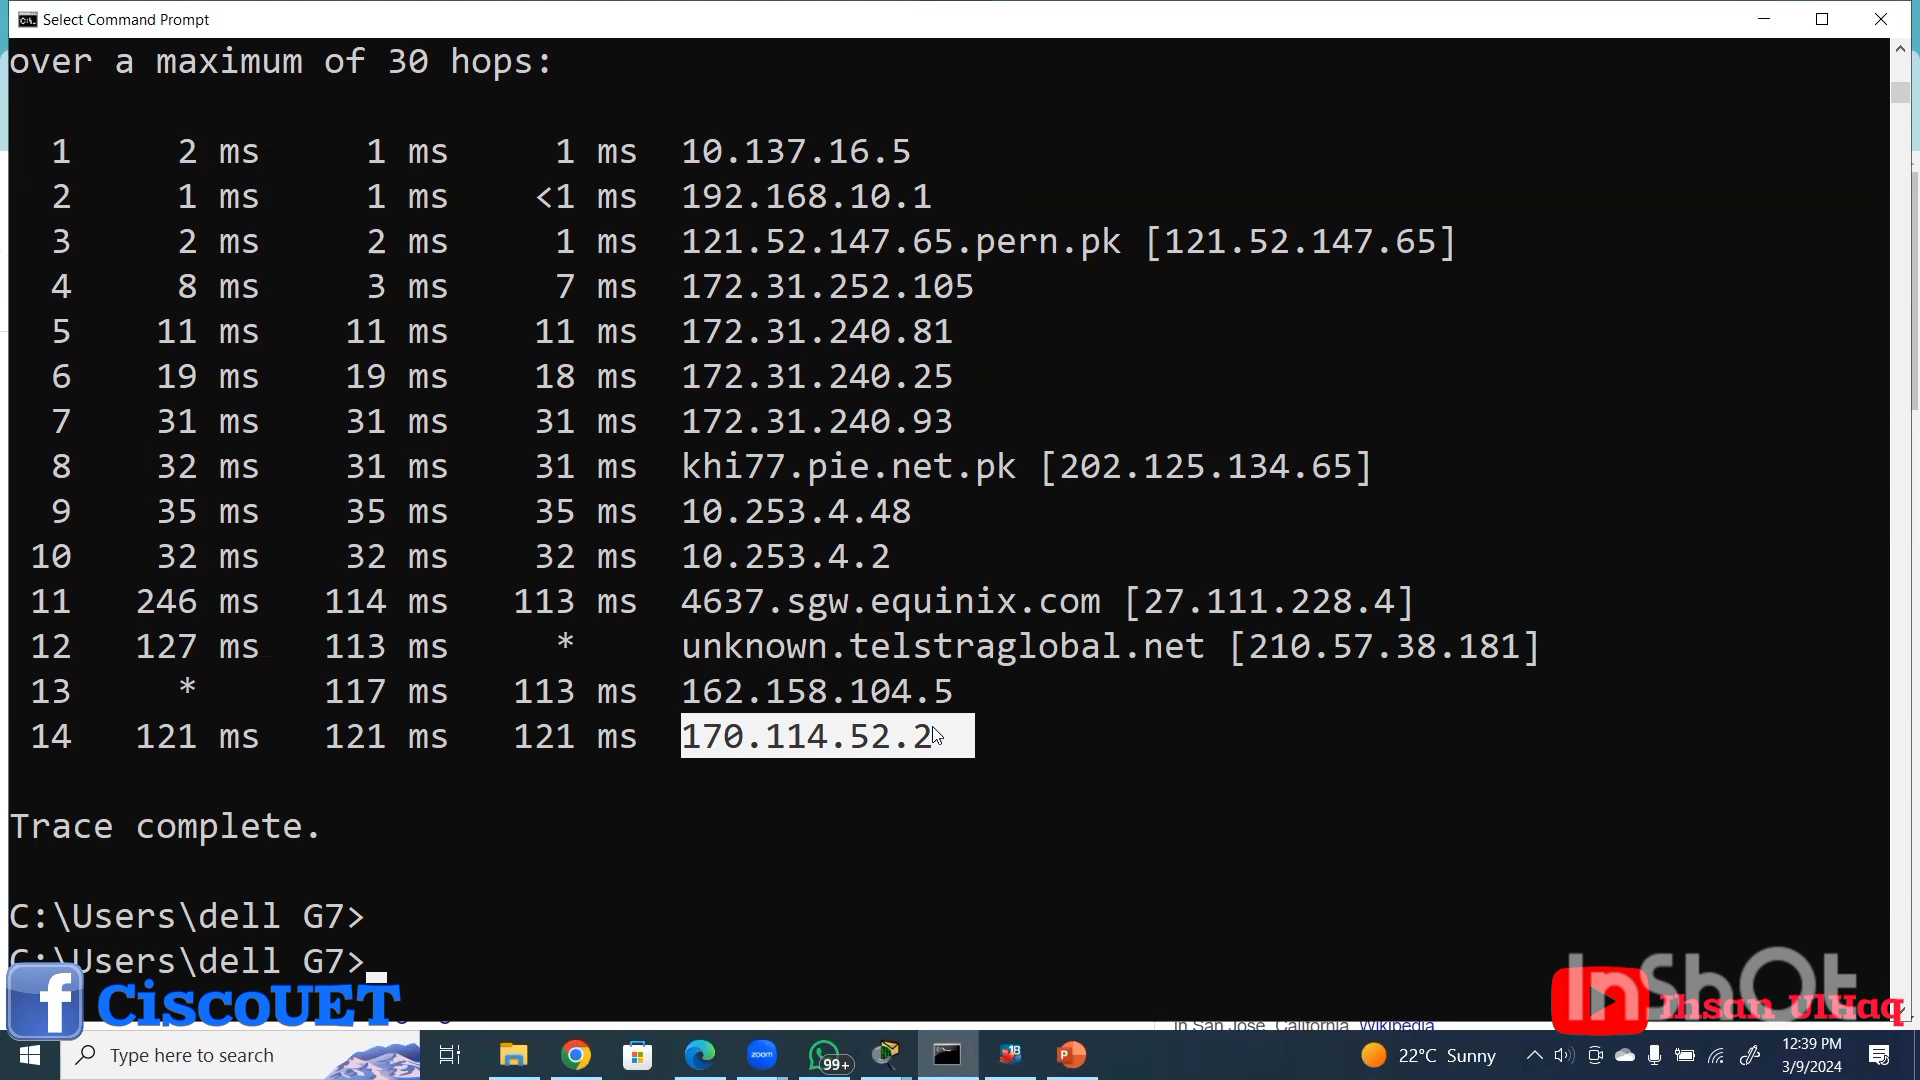 Select Command Prompt
over a maximum of 30 hops:
1 2 ms 1 ms 1 ms 10.137.16.5
2 1 ms 1 ms <1 ms 192.168.10.1
3 2 ms 2 ms 1 ms 121.52.147.65.pern.pk [121.52.147.65]
4 8 ms 3 ms 7 ms 172.31.252.105
5 11 ms 11 ms 11 ms 172.31.240.81
6 19 ms 19 ms 18 ms 172.31.240.25
7 31 ms 31 ms 31 ms 172.31.240.93
8 32 ms 31 ms 31 ms khi77.pie.net.pk [202.125.134.65]
9 35 ms 35 ms 35 ms 10.253.4.48
10 32 ms 32 ms 32 ms 10.253.4.2
11 246 ms 114 ms 113 ms 4637.sgw.equinix.com [27.111.228.4]
12 127 ms 113 ms * unknown.telstraglobal.net [210.57.38.181]
13 * 117 ms 113 ms 162.158.104.5
14 121 ms 121 ms 121 ms 170.114.52.2
Trace complete.
C:\Users\dell G7>
C:\Users\dell G7>
f CiscoUET
InShOt
Ihsan UlHaq
in San Jose, California. Wikipedia
Type here to search
zoom
99+
18
P
22°C Sunny
12:39 PM
3/9/2024